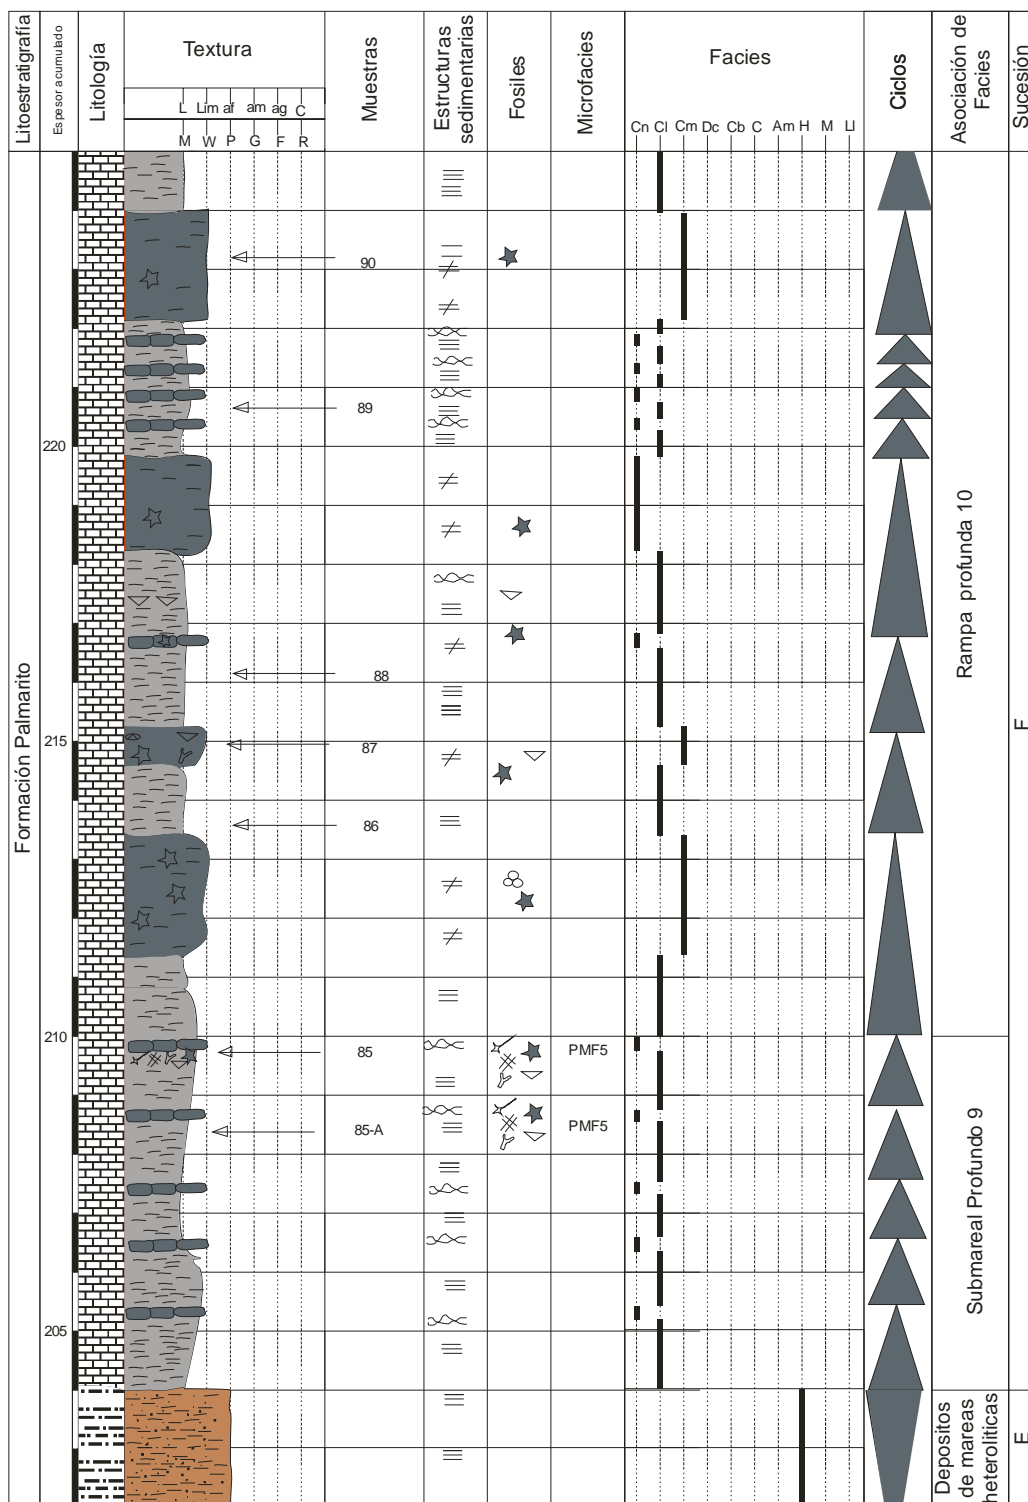 Litoestratigrafía
Espesor acumulado
Litología
Textura
L Lim af am ag C
M W P G F R
Muestras
Estructuras
sedimentarias
Fosiles
Microfacies
Facies
Cn Cl Cm Dc Cb C Am H M Ll
Ciclos
Asociación de
Facies
Sucesión
Formación Palmarito
90
89
220
88
215
87
86
210
85
PMF5
85-A
PMF5
205
Rampa profunda 10
Submareal Profundo 9
Depositos
de mareas
heteroliticas
F
E